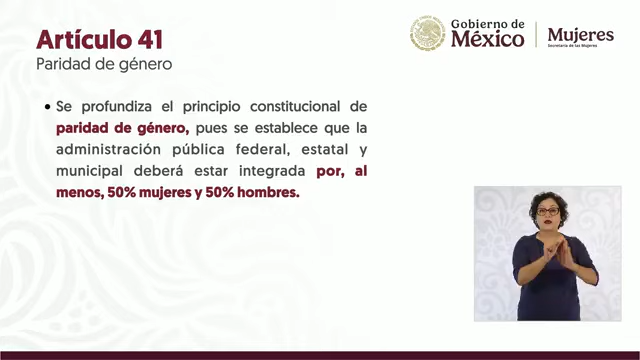 Artículo 41
Paridad de género
Gobierno de
México
Mujeres
Secretaría de las Mujeres
• Se profundiza el principio constitucional de
paridad de género, pues se establece que la
administración pública federal, estatal y
municipal deberá estar integrada por, al
menos, 50% mujeres y 50% hombres.